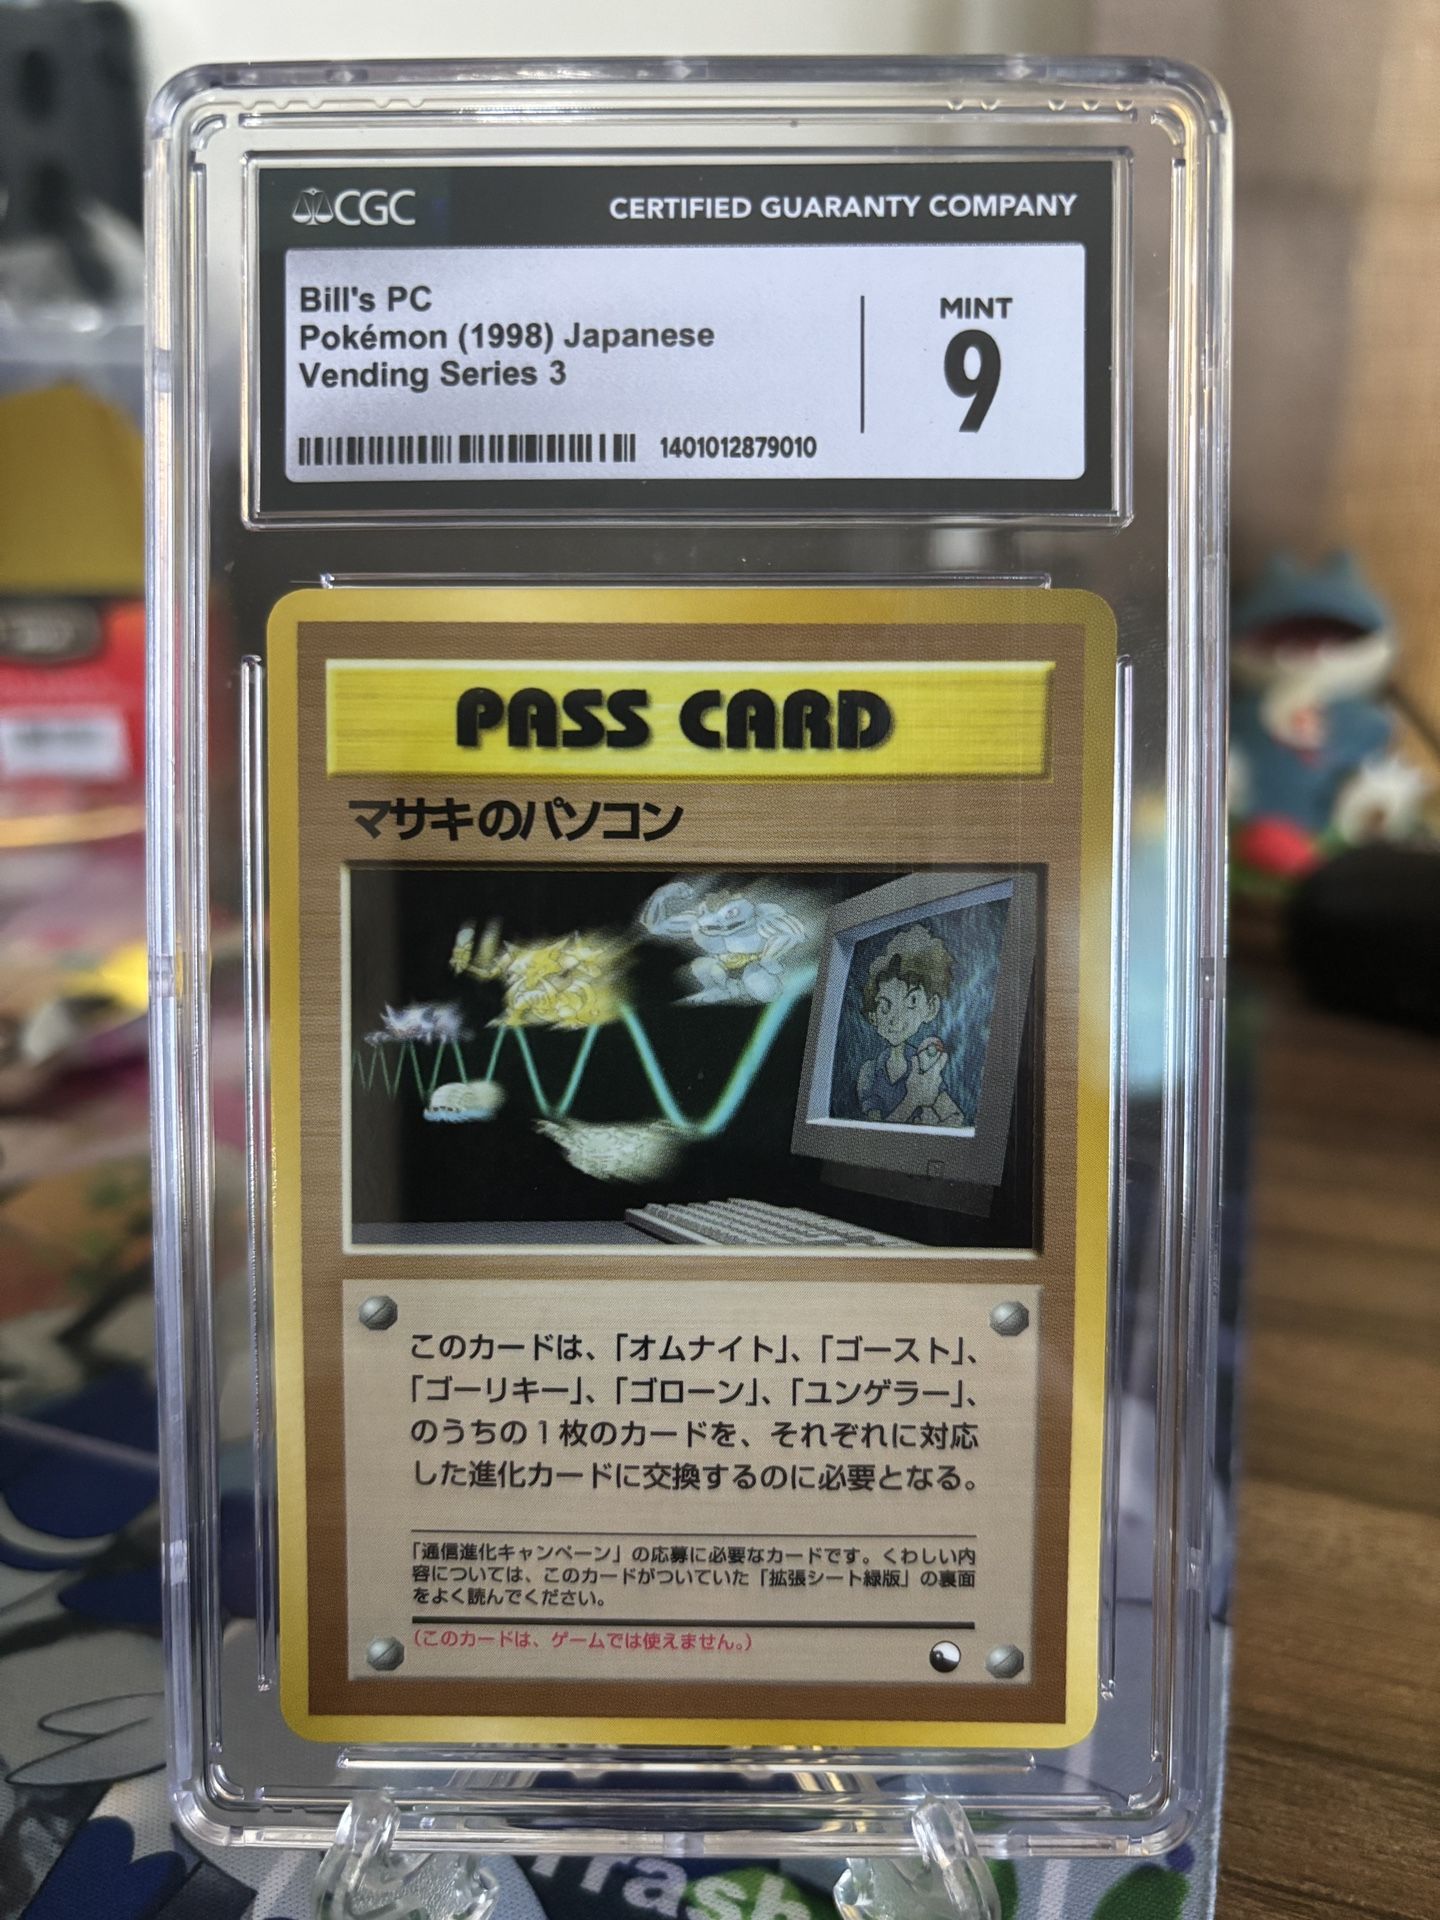 CGC
CERTIFIED GUARANTY COMPANY
Bill's PC
Pokémon (1998) Japanese
Vending Series 3
MINT
9
1401012879010
PASS CARD
マサキのパソコン
このカードは、「オムナイト」、「ゴースト」、
「ゴーリキー」、「ゴローン」、「ユンゲラー」、
のうちの1枚のカードを、それぞれに対応
した進化カードに交換するのに必要となる。
「通信進化キャンペーン」の応募に必要なカードです。くわしい内
容については、このカードがついていた「拡張シート緑版」の裏面
をよく読んでください。
(このカードは、ゲームでは使えません。)